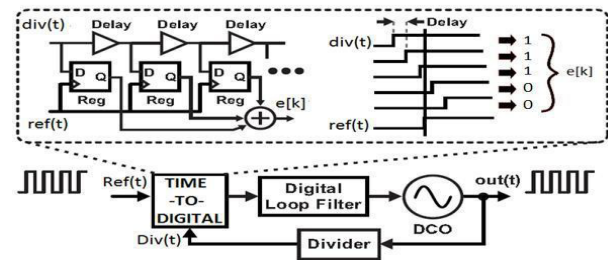 div(t) Delay Delay Delay
D Q D Q D Q
Reg Reg Reg
ref(t)
+
e[k]
Delay
div(t)
1
1
1
0
0
e[k]
ref(t)
Ref(t)
TIME
-TO-
DIGITAL
Div(t)
Digital
Loop Filter
DCO
out(t)
Divider